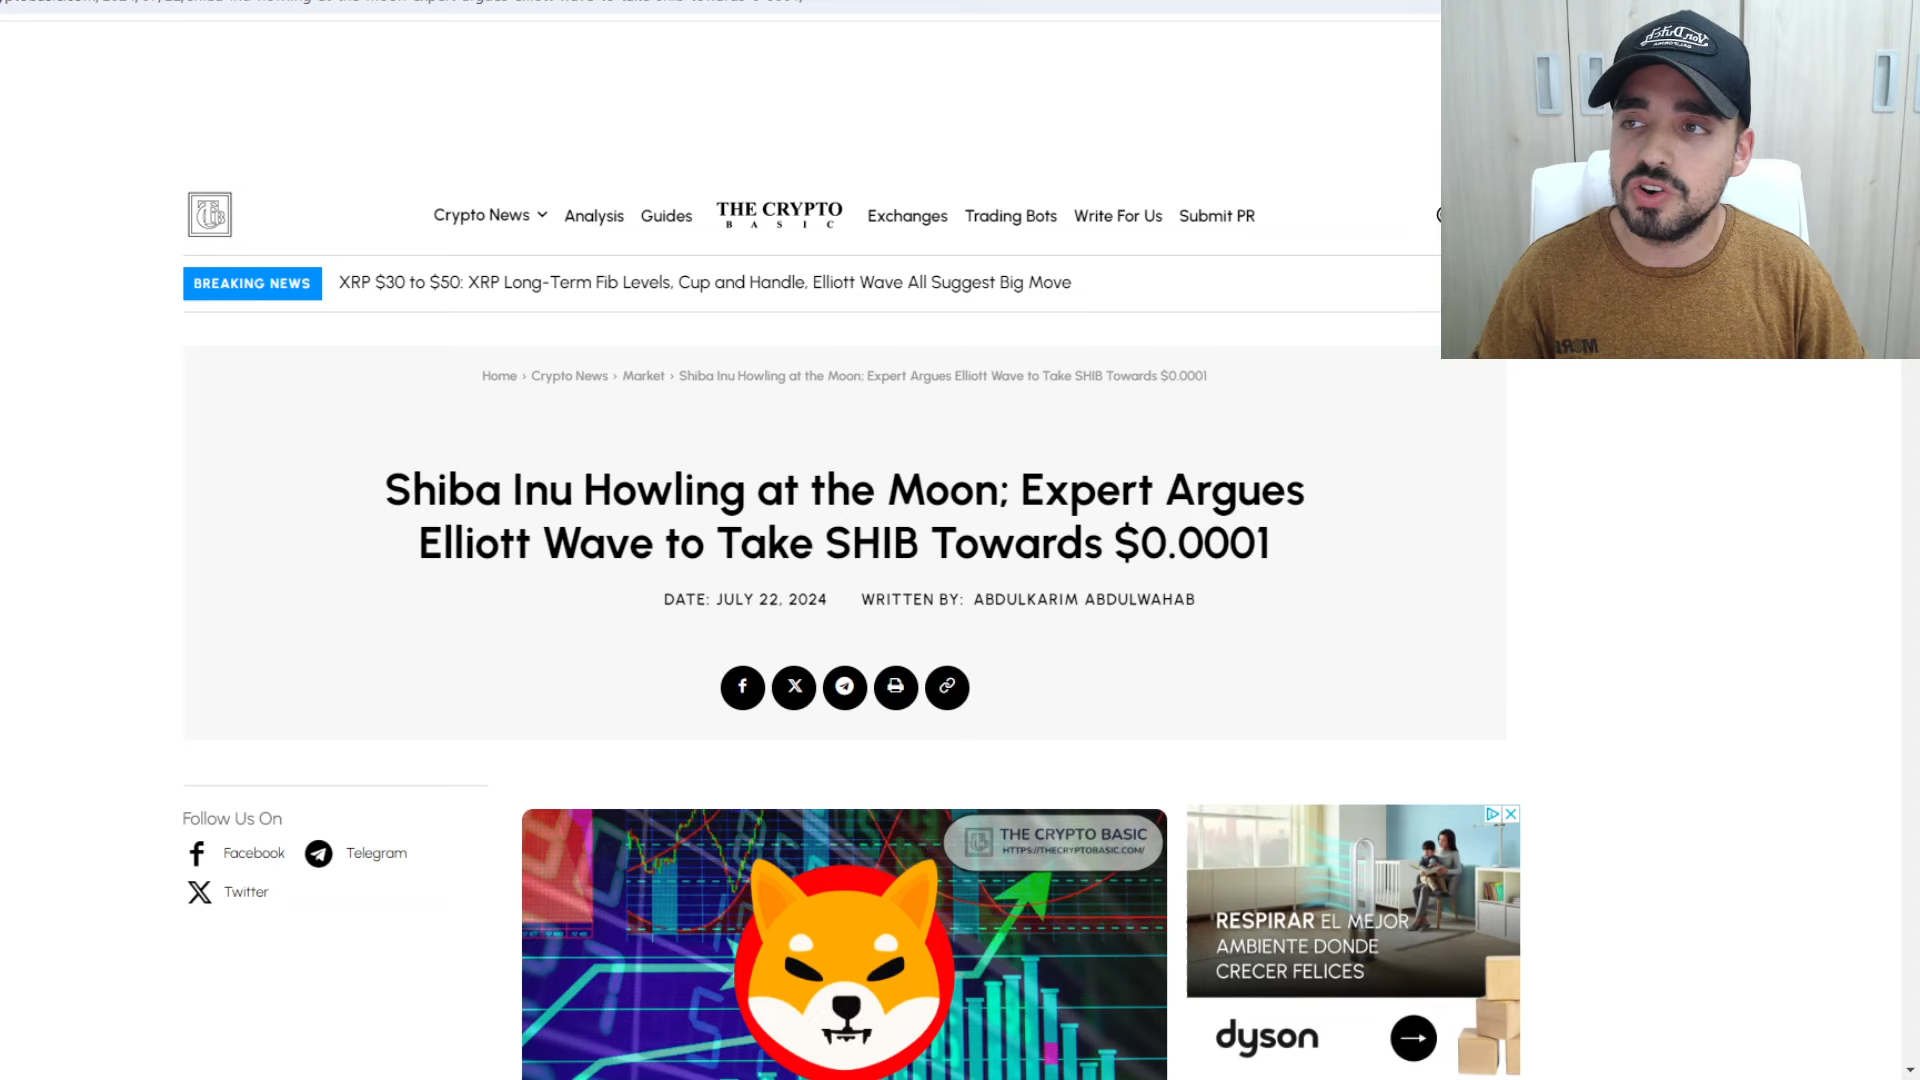 Crypto News
Analysis
Guides
THE CRYPTO
BASIC
Exchanges
Trading Bots
Write For Us
Submit PR
BREAKING NEWS
XRP $30 to $50: XRP Long-Term Fib Levels, Cup and Handle, Elliott Wave All Suggest Big Move
Home › Crypto News › Market › Shiba Inu Howling at the Moon; Expert Argues Elliott Wave to Take SHIB Towards $0.0001
Shiba Inu Howling at the Moon; Expert Argues
Elliott Wave to Take SHIB Towards $0.0001
DATE: JULY 22, 2024
WRITTEN BY: ABDULKARIM ABDULWAHAB
Follow Us On
Facebook
Telegram
Twitter
THE CRYPTO BASIC
HTTPS://THECRYPTOBASIC.COM/
RESPIRAR EL MEJOR
AMBIENTE DONDE
CRECER FELICES
dyson